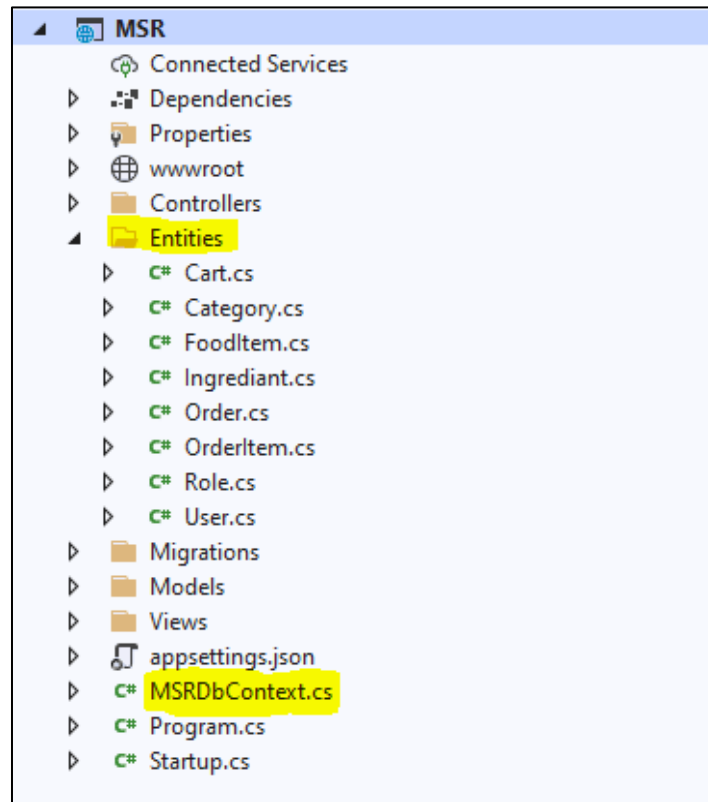 MSR
Connected Services
Dependencies
Properties
wwwroot
Controllers
Entities
C# Cart.cs
C# Category.cs
C# FoodItem.cs
C# Ingrediant.cs
C# Order.cs
C# OrderItem.cs
C# Role.cs
C# User.cs
Migrations
Models
Views
appsettings.json
C# MSRDbContext.cs
C# Program.cs
C# Startup.cs